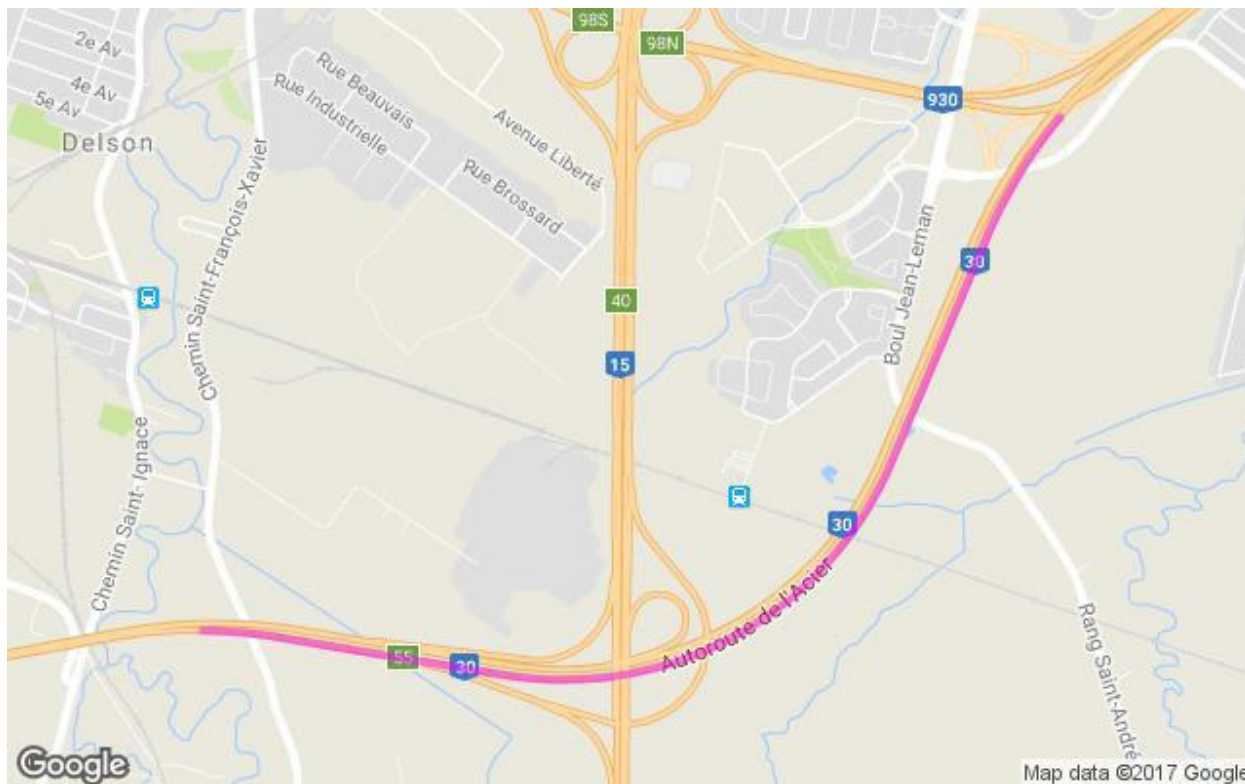 98S
98N
2e Av
4e Av
5e Av
Delson
Rue Beauvais
Rue Industrielle
Avenue Liberté
Rue Brossard
930
Chemin Saint-François-Xavier
Boul Jean-Leman
30
40
15
Chemin Saint- Ignace
30
Autoroute de l'Acier
55
30
Rang Saint-André
Google
Map data ©2017 Google